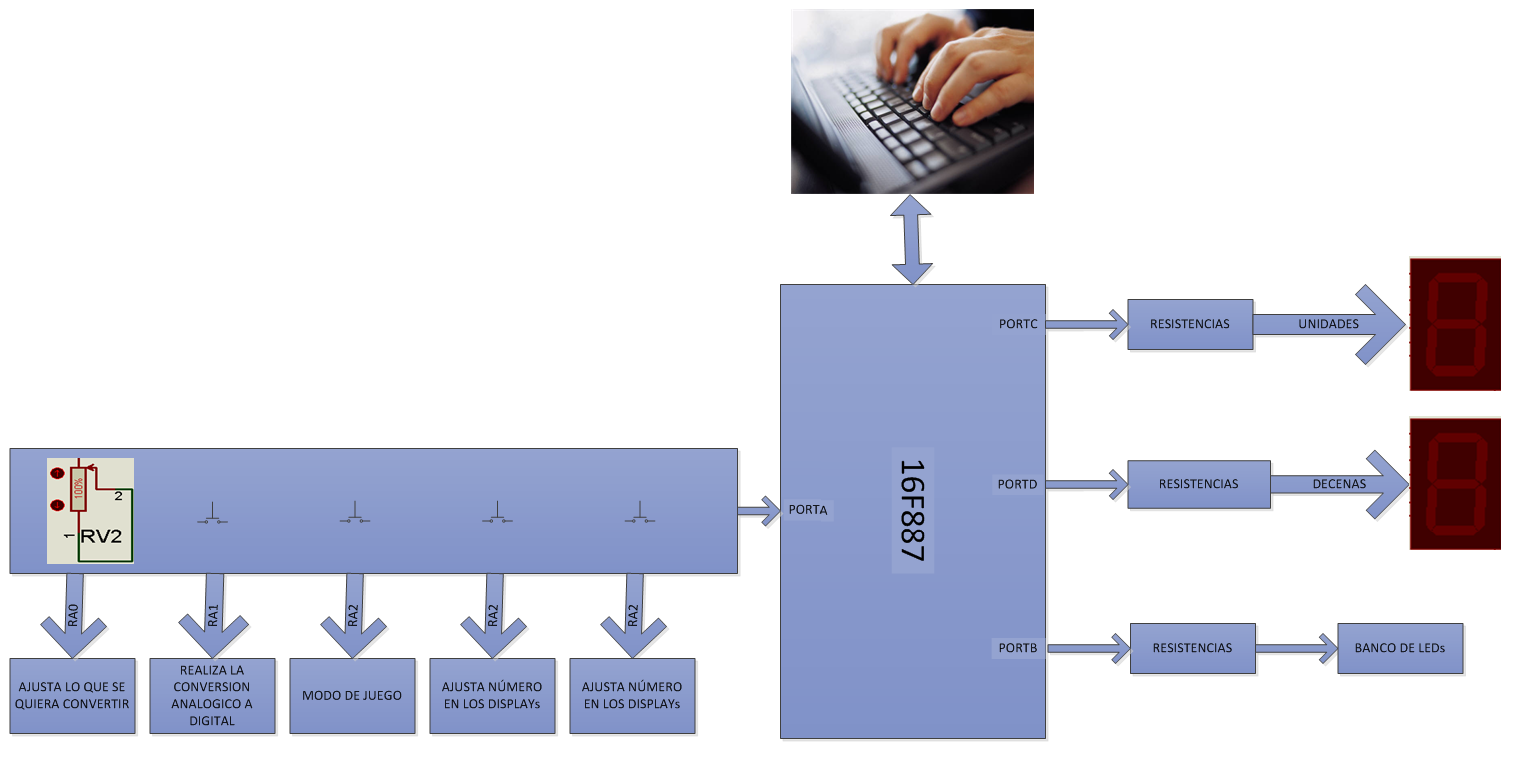 PORTC
RESISTENCIAS
UNIDADES
PORTD
RESISTENCIAS
DECENAS
16F887
PORTA
100%
2
1
RV2
RA0
RA1
RA2
RA2
RA2
PORTB
RESISTENCIAS
BANCO DE LEDs
AJUSTA LO QUE SE
QUIERA CONVERTIR
REALIZA LA
CONVERSION
ANALOGICO A
DIGITAL
MODO DE JUEGO
AJUSTA NÚMERO
EN LOS DISPLAYs
AJUSTA NÚMERO
EN LOS DISPLAYs